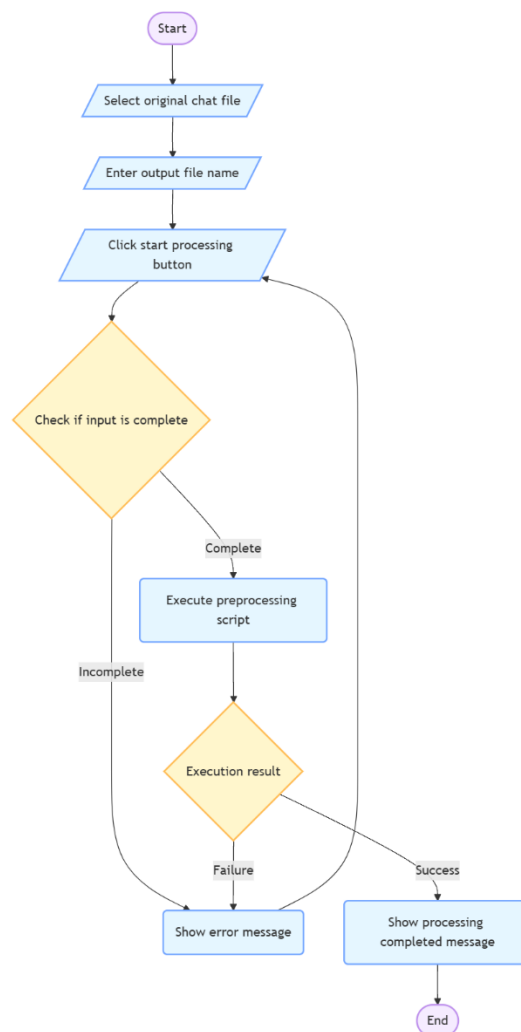 Start
Select original chat file
Enter output file name
Click start processing
button
Check if input is complete
Complete
Execute preprocessing
script
Incomplete
Execution result
Failure
Success
Show error message
Show processing
completed message
End